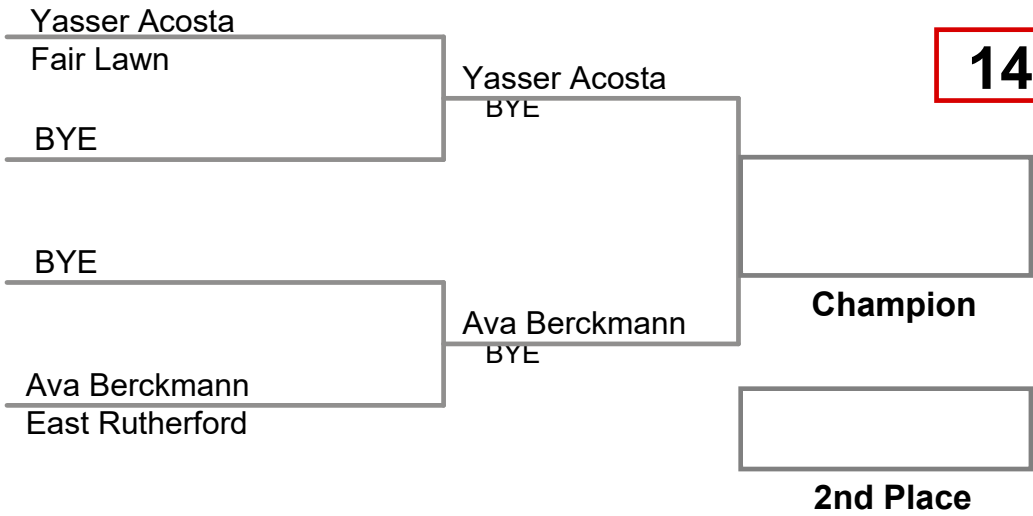 Yasser Acosta
Fair Lawn
Yasser Acosta
BYE
14
BYE
BYE
Champion
Ava Berckmann
BYE
Ava Berckmann
East Rutherford
2nd Place